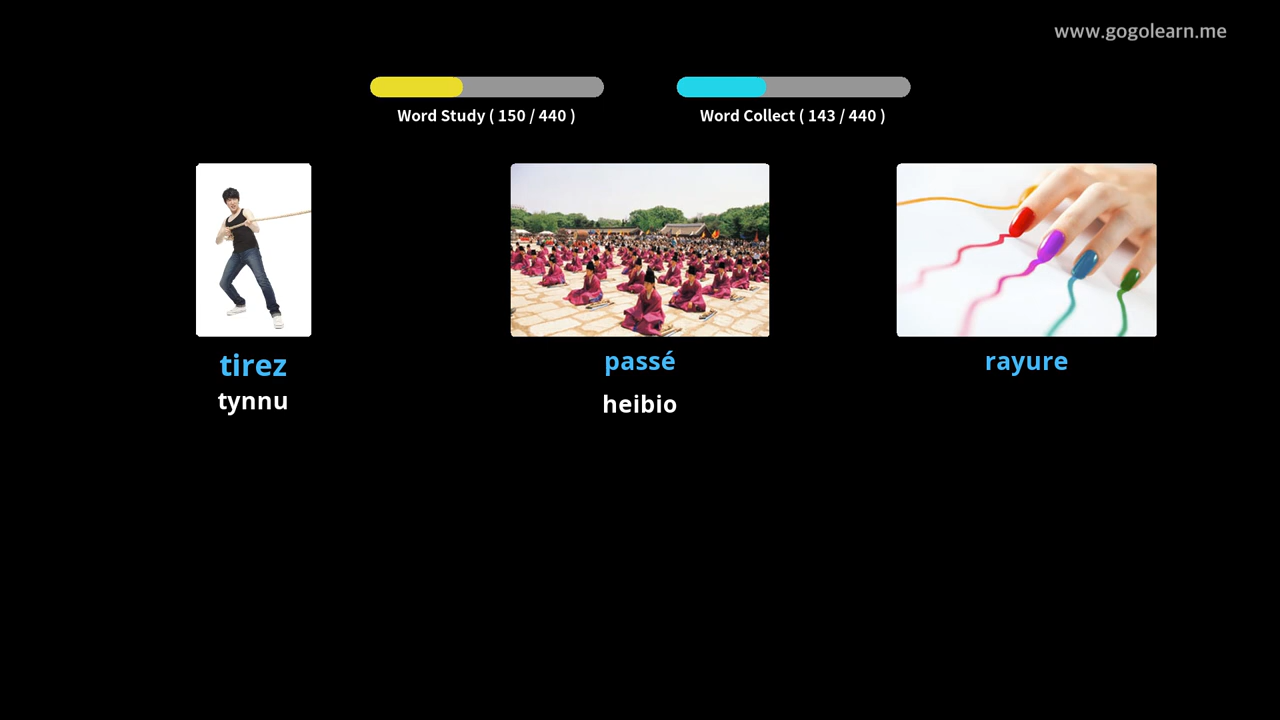 www.gogolearn.me
Word Study ( 150 / 440 )
Word Collect ( 143 / 440 )
tirez
tynnu
passé
heibio
rayure